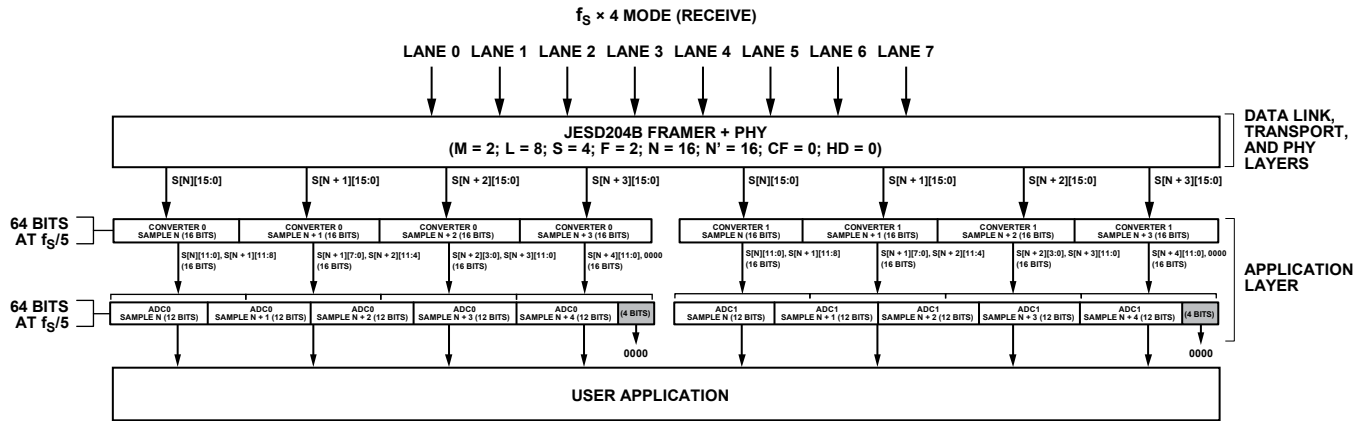 fS × 4 MODE (RECEIVE)
LANE 0 LANE 1 LANE 2 LANE 3 LANE 4 LANE 5 LANE 6 LANE 7
JESD204B FRAMER + PHY
(M = 2; L = 8; S = 4; F = 2; N = 16; N' = 16; CF = 0; HD = 0)
DATA LINK,
TRANSPORT,
AND PHY
LAYERS
S[N][15:0] S[N + 1][15:0] S[N + 2][15:0] S[N + 3][15:0] S[N][15:0] S[N + 1][15:0] S[N + 2][15:0] S[N + 3][15:0]
64 BITS
AT fS/5
CONVERTER 0 CONVERTER 0 CONVERTER 0 CONVERTER 0 CONVERTER 1 CONVERTER 1 CONVERTER 1 CONVERTER 1
SAMPLE N (16 BITS) SAMPLE N + 1 (16 BITS) SAMPLE N + 2 (16 BITS) SAMPLE N + 3 (16 BITS) SAMPLE N (16 BITS) SAMPLE N + 1 (16 BITS) SAMPLE N + 2 (16 BITS) SAMPLE N + 3 (16 BITS)
S[N][11:0], S[N + 1][11:8] S[N + 1][7:0], S[N + 2][11:4] S[N + 2][3:0], S[N + 3][11:0] S[N + 4][11:0], 0000 S[N][11:0], S[N + 1][11:8] S[N + 1][7:0], S[N + 2][11:4] S[N + 2][3:0], S[N + 3][11:0] S[N + 4][11:0], 0000
(16 BITS) (16 BITS) (16 BITS) (16 BITS) (16 BITS) (16 BITS) (16 BITS) (16 BITS)
APPLICATION
LAYER
64 BITS
AT fS/5
ADC0 ADC0 ADC0 ADC0 ADC0 ADC1 ADC1 ADC1 ADC1 ADC1
SAMPLE N (12 BITS) SAMPLE N + 1 (12 BITS) SAMPLE N + 2 (12 BITS) SAMPLE N + 3 (12 BITS) SAMPLE N + 4 (12 BITS) (4 BITS) SAMPLE N (12 BITS) SAMPLE N + 1 (12 BITS) SAMPLE N + 2 (12 BITS) SAMPLE N + 3 (12 BITS) SAMPLE N + 4 (12 BITS) (4 BITS)
0000 0000
USER APPLICATION